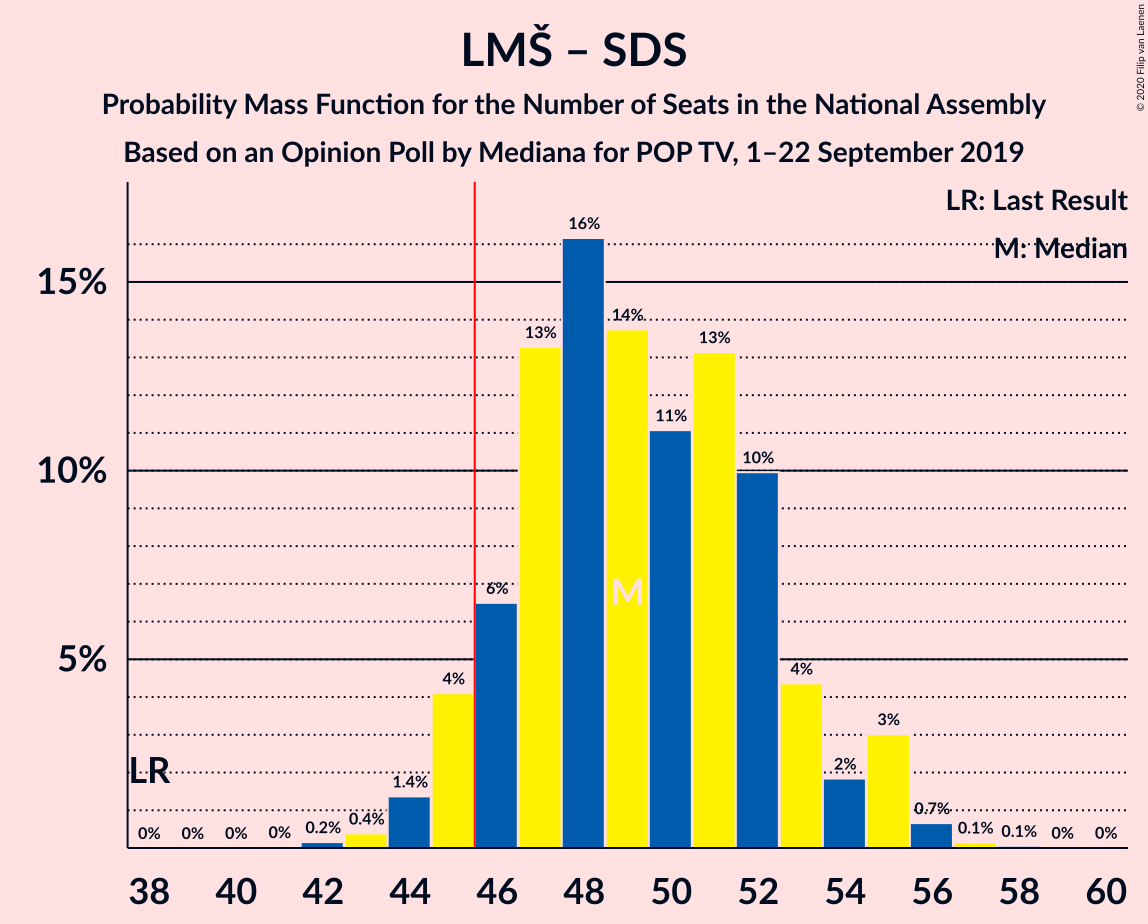 LMŠ – SDS
Probability Mass Function for the Number of Seats in the National Assembly
Based on an Opinion Poll by Mediana for POP TV, 1–22 September 2019
© 2020 Filip van Laenen
LR: Last Result
M: Median
15%
10%
5%
LR
M
0% 0% 0% 0% 0.2% 0.4% 1.4% 4% 6% 13% 16% 14% 11% 13% 10% 4% 2% 3% 0.7% 0.1% 0.1% 0% 0%
38 40 42 44 46 48 50 52 54 56 58 60